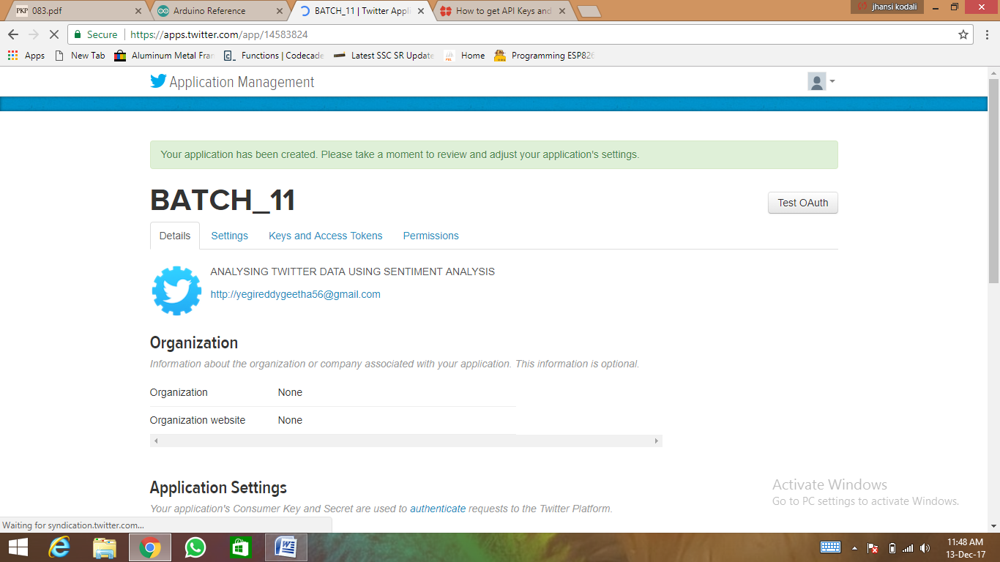 PKP 083.pdf
Arduino Reference
BATCH_11 | Twitter Appli
How to get API Keys and
jhansi kodali
Secure
https://apps.twitter.com/app/14583824
Apps
New Tab
Aluminum Metal Fran
Functions | Codecade
Latest SSC SR Update
Home
Programming ESP826
Application Management
Your application has been created. Please take a moment to review and adjust your application's settings.
BATCH_11
Test OAuth
Details
Settings
Keys and Access Tokens
Permissions
ANALYSING TWITTER DATA USING SENTIMENT ANALYSIS
http://yegireddygeetha56@gmail.com
Organization
Information about the organization or company associated with your application. This information is optional.
Organization None
Organization website None
Application Settings
Your application's Consumer Key and Secret are used to authenticate requests to the Twitter Platform.
Activate Windows
Go to PC settings to activate Windows.
Waiting for syndication.twitter.com...
11:48 AM
13-Dec-17